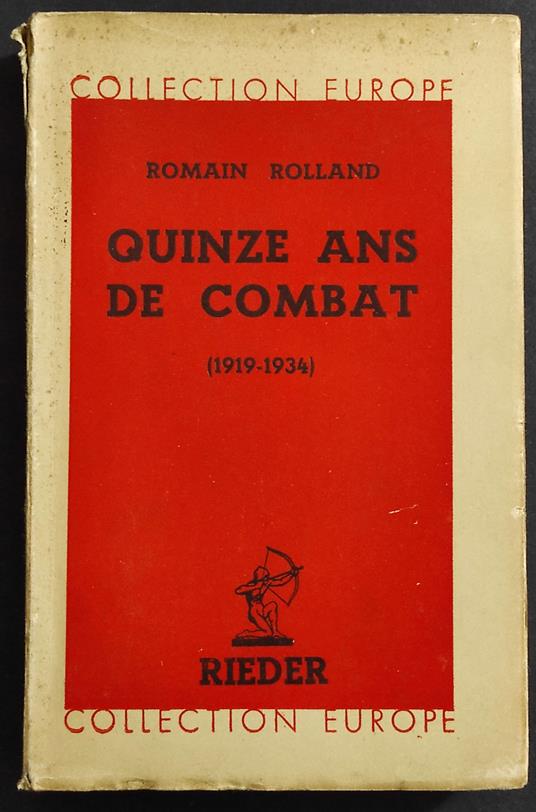 COLLECTION EUROPE
ROMAIN ROLLAND
QUINZE ANS
DE COMBAT
(1919-1934)
RIEDER
COLLECTION EUROPE